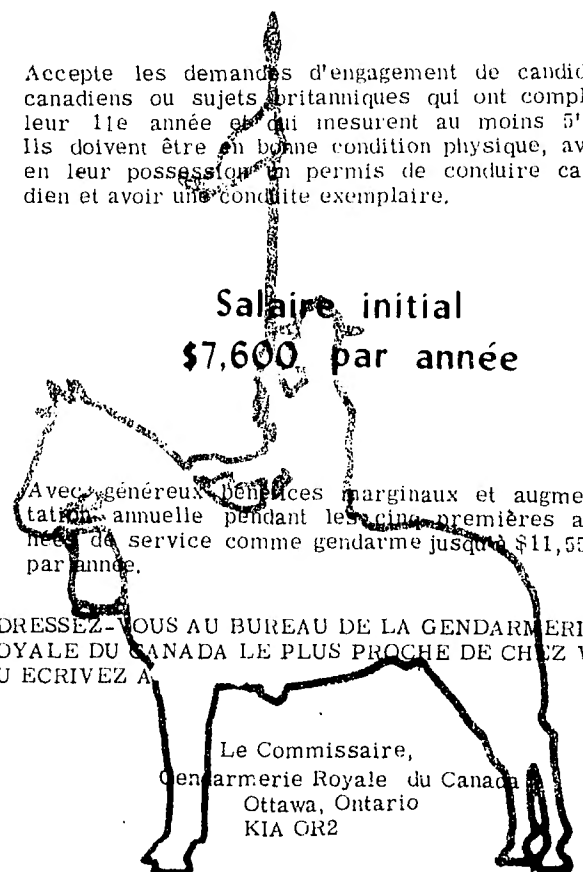 Accepte les demandes d'engagement de candid
canadiens ou sujets britanniques qui ont compl
leur 11e année et qui mesurent au moins 5'
Ils doivent être en bonne condition physique, av
en leur possession un permis de conduire ca
dien et avoir une conduite exemplaire.
Salaire initial
$7,600 par année
Avec généreux bénéfices marginaux et augme
tation annuelle pendant les cinq premières a
nées de service comme gendarme jusqu'à $11,55
par année.
DRESSEZ-VOUS AU BUREAU DE LA GENDARMERI
OYALE DU CANADA LE PLUS PROCHE DE CHEZ V
U ECRIVEZ A
Le Commissaire,
Gendarmerie Royale du Canada
Ottawa, Ontario
KIA OR2